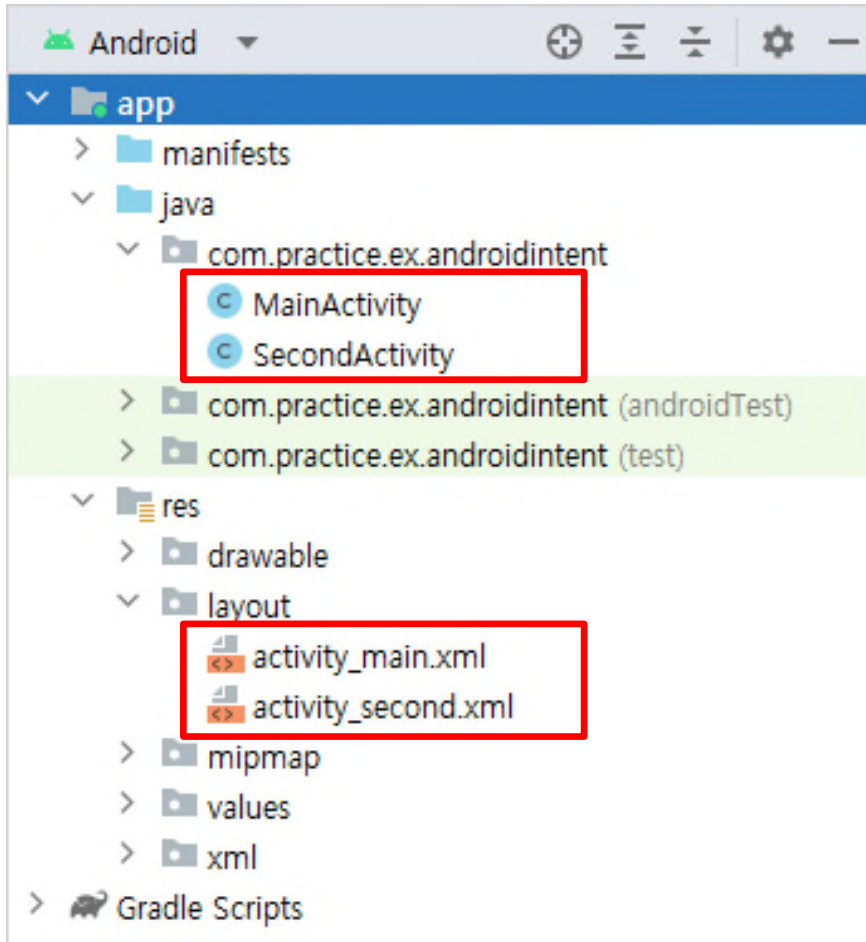 Android
app
manifests
java
com.practice.ex.androidintent
C MainActivity
C SecondActivity
com.practice.ex.androidintent (androidTest)
com.practice.ex.androidintent (test)
res
drawable
layout
<> activity_main.xml
<> activity_second.xml
mipmap
values
xml
Gradle Scripts